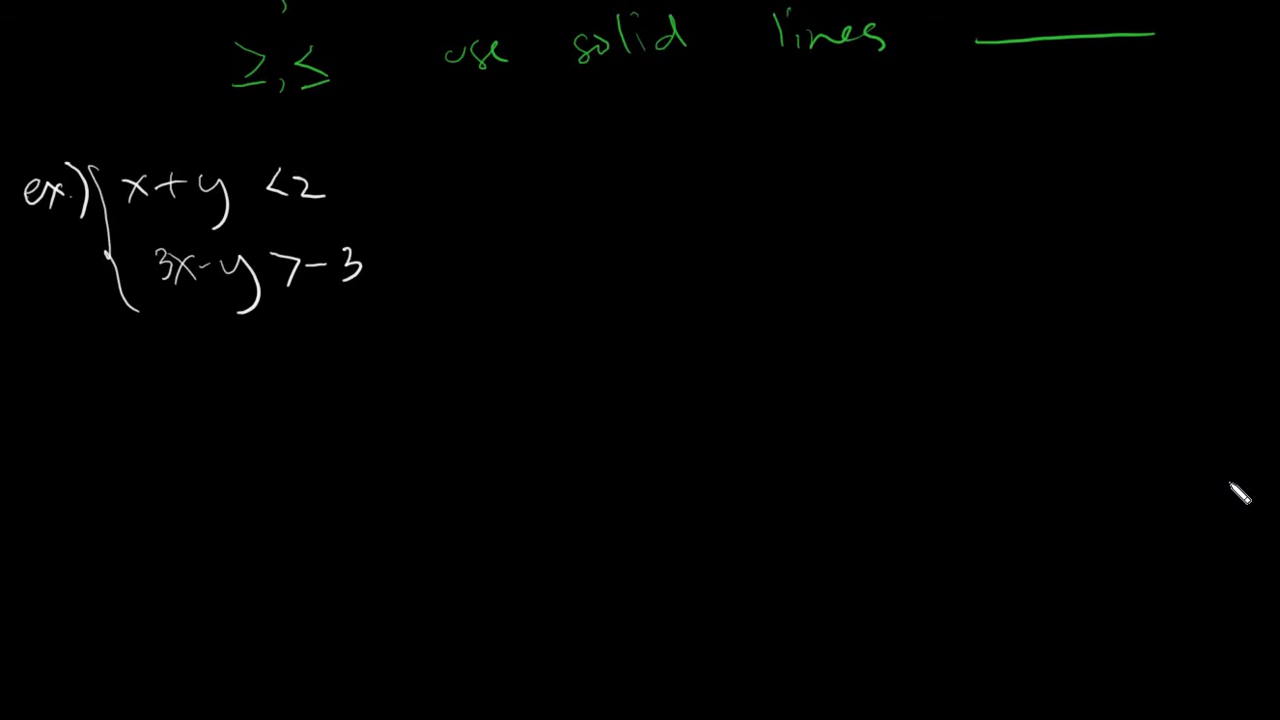 ≥, ≤ use solid lines
ex.) x+y <2
3x-y >-3